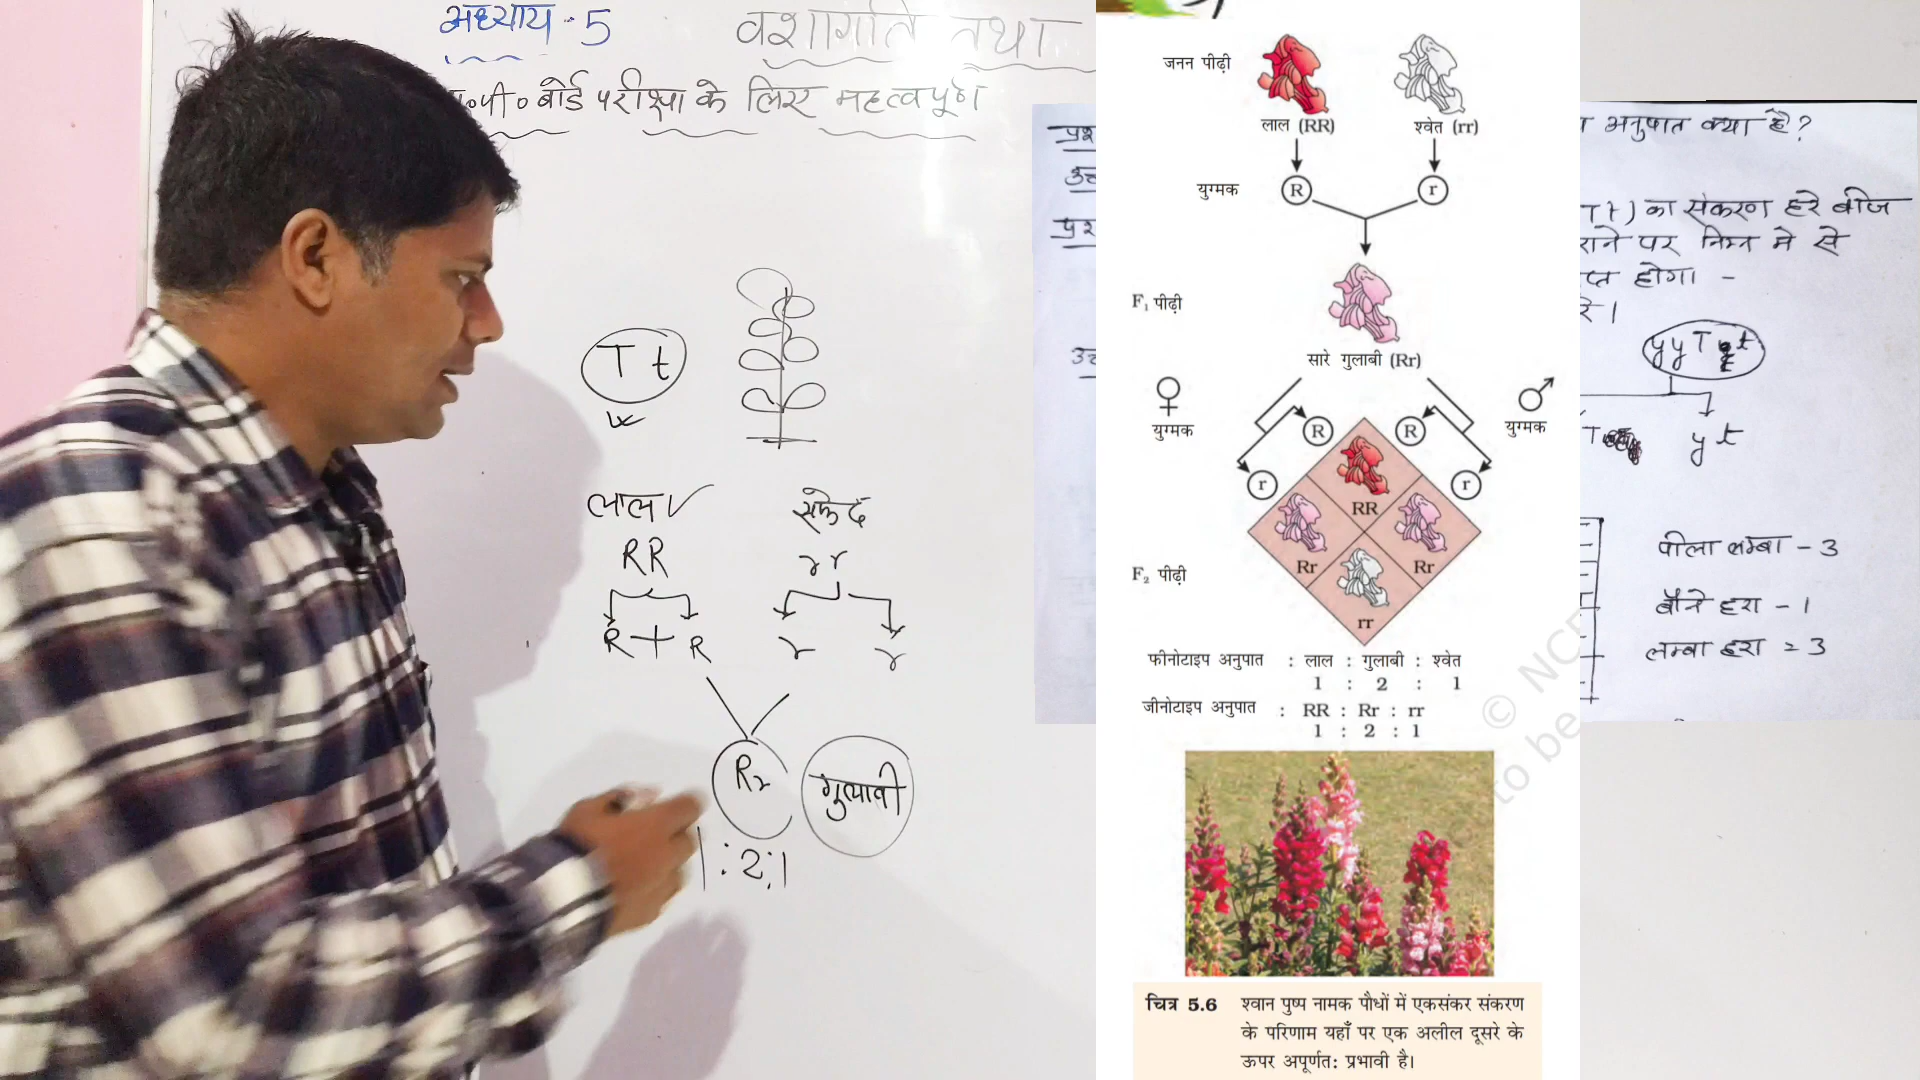 अध्याय - 5
वंशागति तथा
बोर्ड परीक्षा के लिए महत्वपूर्ण
T t
लाल
सफेद
RR
rr
R
R
r
r
Rr
गुलाबी
1 : 2 : 1
जनन पीढ़ी
लाल (RR)
श्वेत (rr)
युग्मक
R
r
F₁ पीढ़ी
सारे गुलाबी (Rr)
युग्मक
R
R
युग्मक
r
r
RR
Rr
Rr
F₂ पीढ़ी
rr
फीनोटाइप अनुपात : लाल : गुलाबी : श्वेत
1 : 2 : 1
जीनोटाइप अनुपात : RR : Rr : rr
1 : 2 : 1
to be
चित्र 5.6 श्वान पुष्प नामक पौधों में एकसंकर संकरण
के परिणाम यहाँ पर एक अलील दूसरे के
ऊपर अपूर्णत: प्रभावी है।
अनुपात क्या है?
का संकरण हरे बीज
पर निम्न मे से
होगा -
y t
पीला लम्बा - 3
बौने हरा - 1
लम्बा हरा = 3